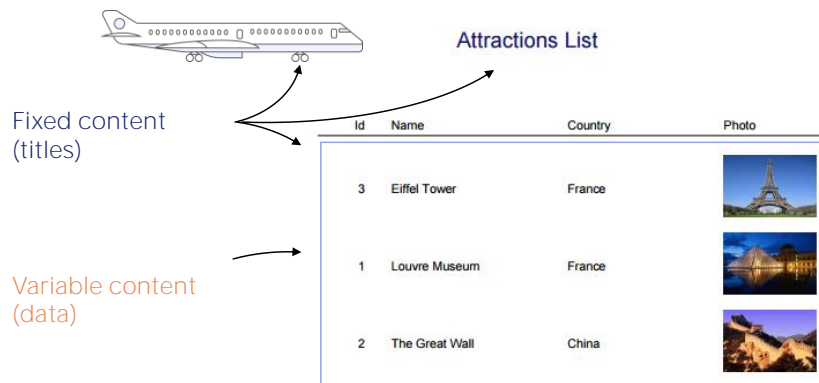 Attractions List
Fixed content
(titles)
Id Name Country Photo
3 Eiffel Tower France
1 Louvre Museum France
Variable content
(data)
2 The Great Wall China